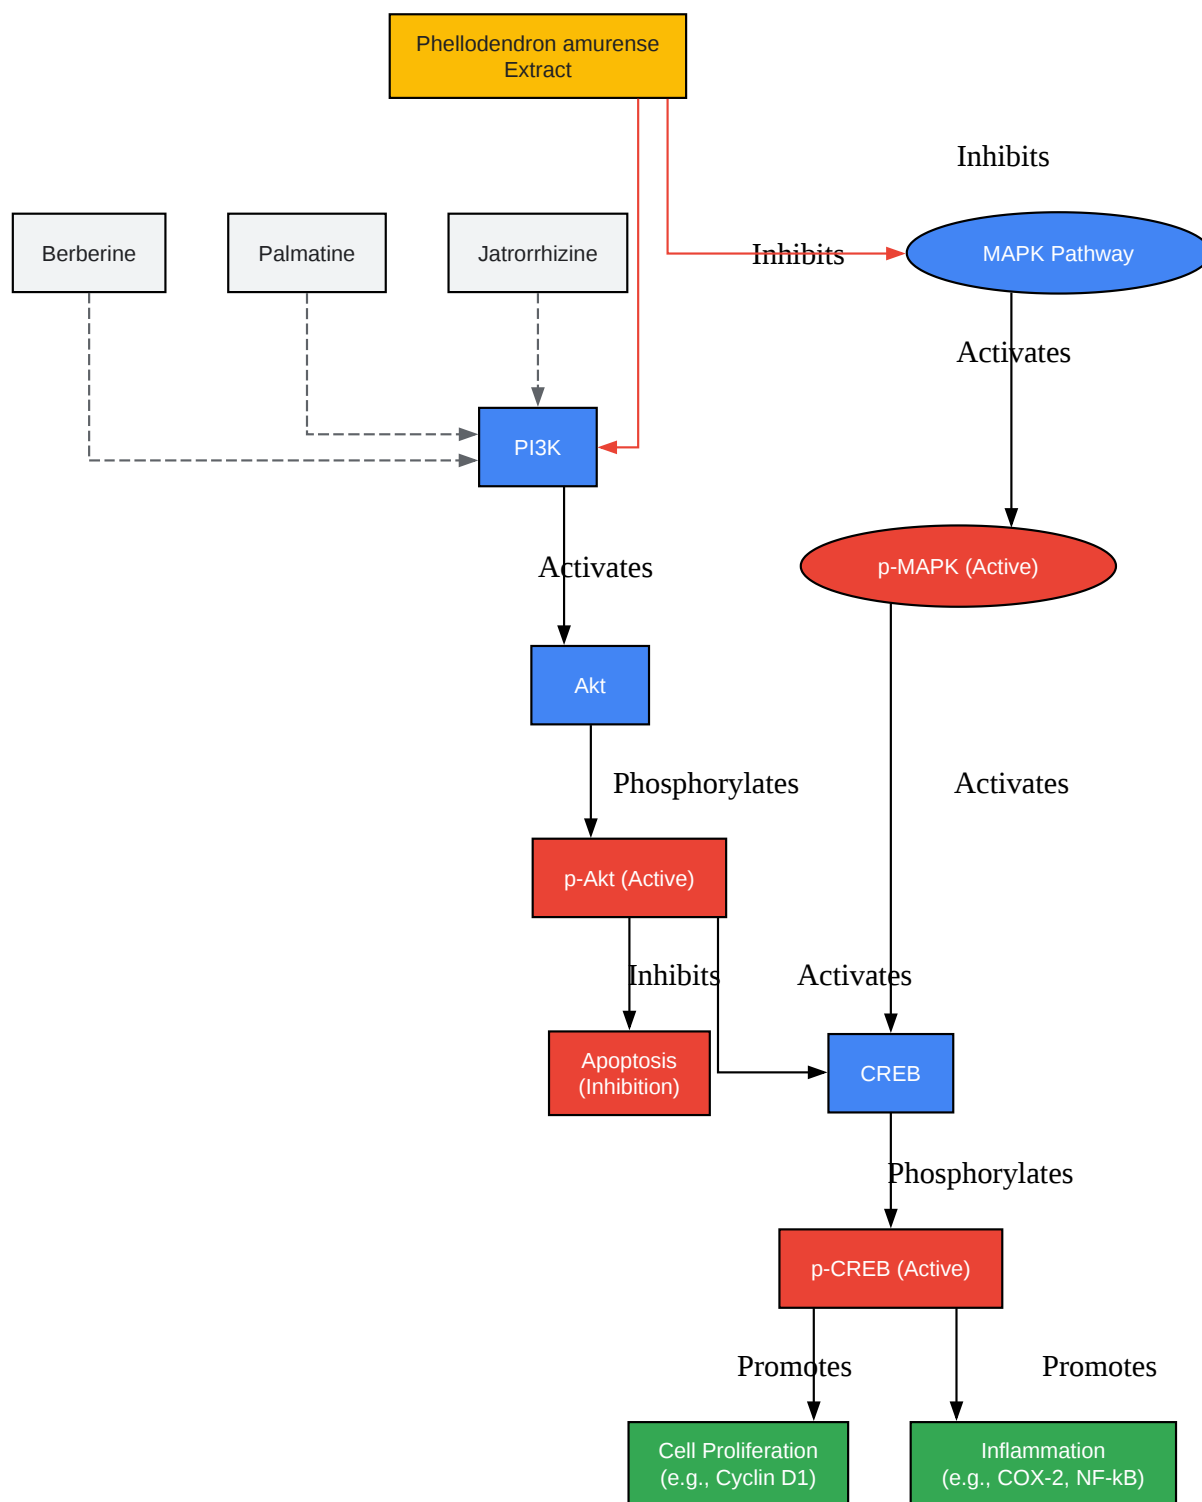 Phellodendron amurense
Extract
Inhibits
Berberine
Palmatine
Jatrorrhizine
Inhibits
MAPK Pathway
Activates
PI3K
Activates
p-MAPK (Active)
Akt
Phosphorylates
Activates
p-Akt (Active)
Inhibits
Activates
Apoptosis
(Inhibition)
CREB
Phosphorylates
p-CREB (Active)
Promotes
Promotes
Cell Proliferation
(e.g., Cyclin D1)
Inflammation
(e.g., COX-2, NF-kB)